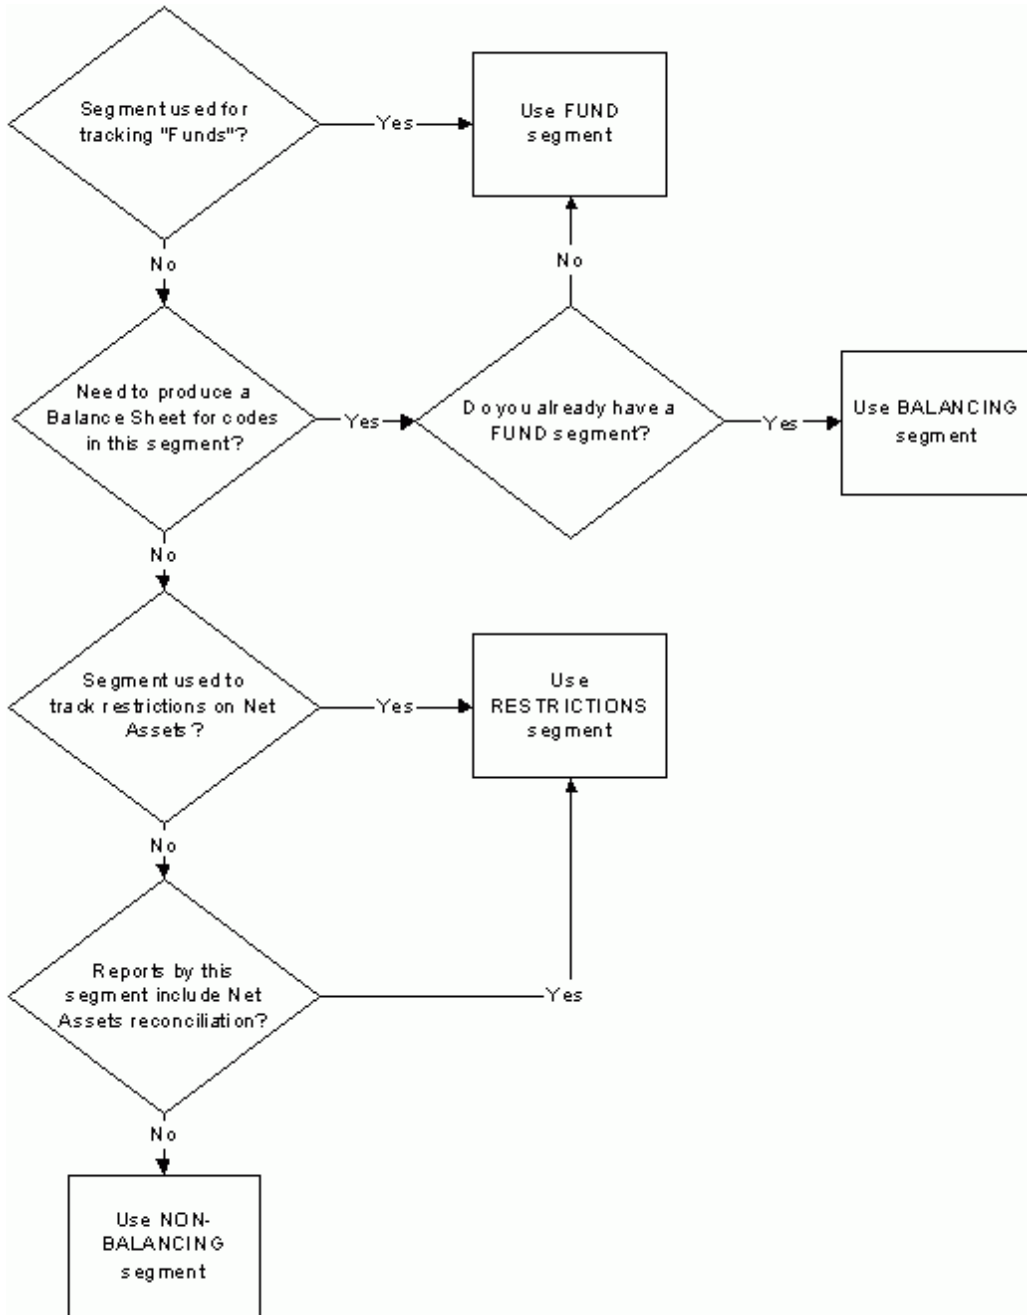 Segment used for
tracking "Funds"?
Yes
Use FUND
segment
No
No
Need to produce a
Balance Sheet for codes
in this segment?
Yes
Do you already have a
FUND segment?
Yes
Use BALANCING
segment
No
Segment used to
track restrictions on Net
Assets?
Yes
Use
RESTRICTIONS
segment
No
Reports by this
segment include Net
Assets reconciliation?
Yes
No
Use NON-
BALANCING
segment